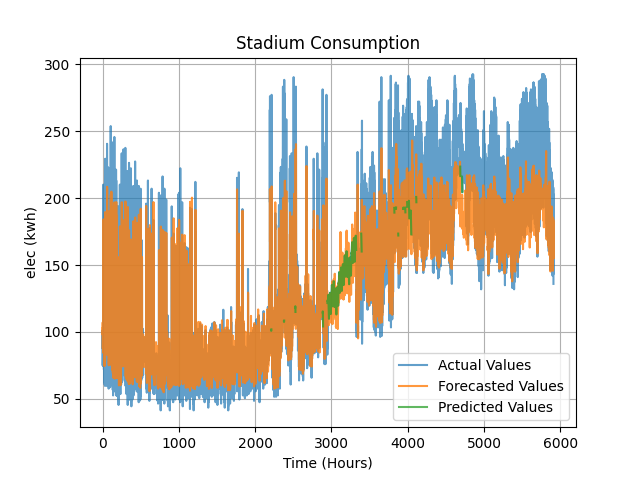 Stadium Consumption
300
250
200
150
100
50
elec (kwh)
0
1000
2000
3000
4000
5000
6000
Time (Hours)
Actual Values
Forecasted Values
Predicted Values